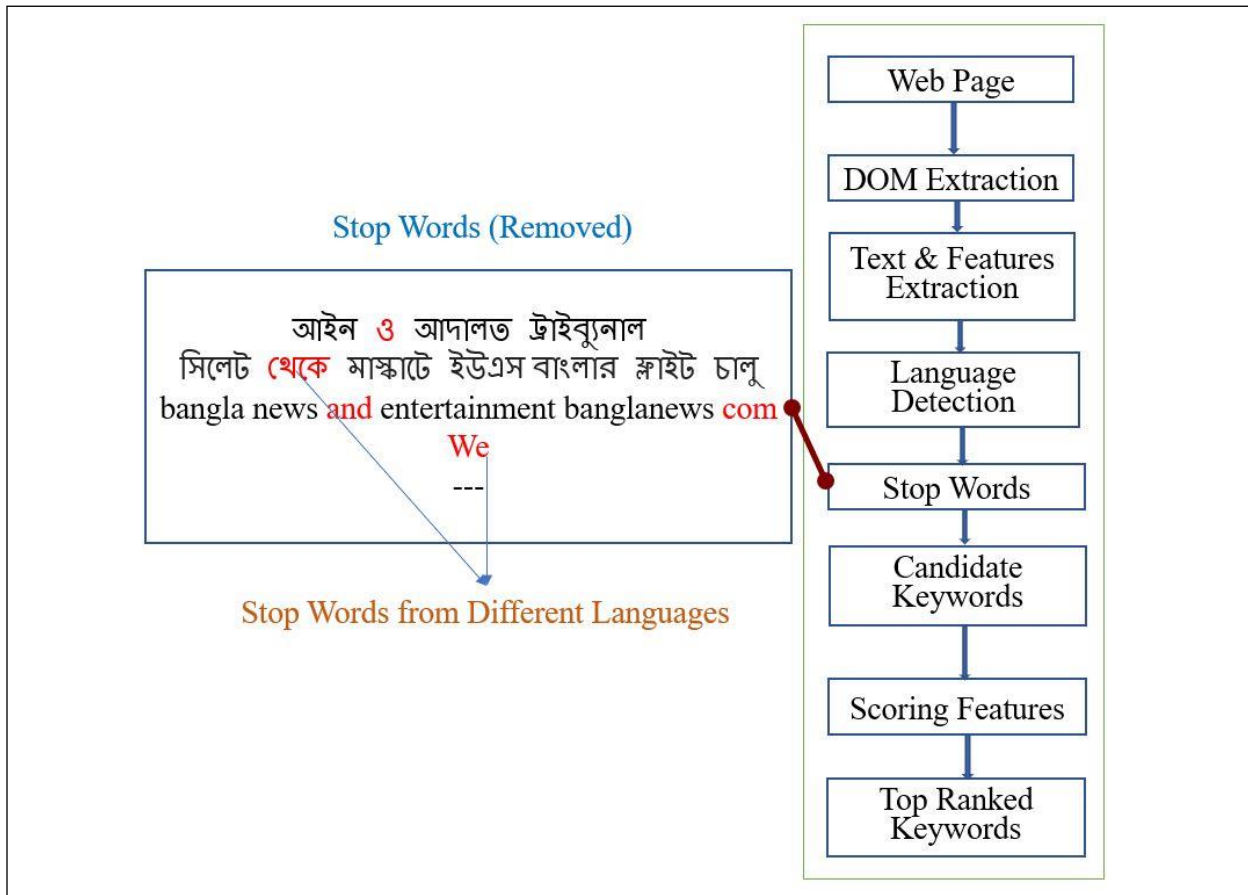 Stop Words (Removed)
আইন ও আদালত ট্রাইব্যুনাল
সিলেট থেকে মাস্কাটে ইউএস বাংলার ফ্লাইট চালু
bangla news and entertainment banglanews com
We
---
Stop Words from Different Languages
Web Page
DOM Extraction
Text & Features
Extraction
Language
Detection
Stop Words
Candidate
Keywords
Scoring Features
Top Ranked
Keywords